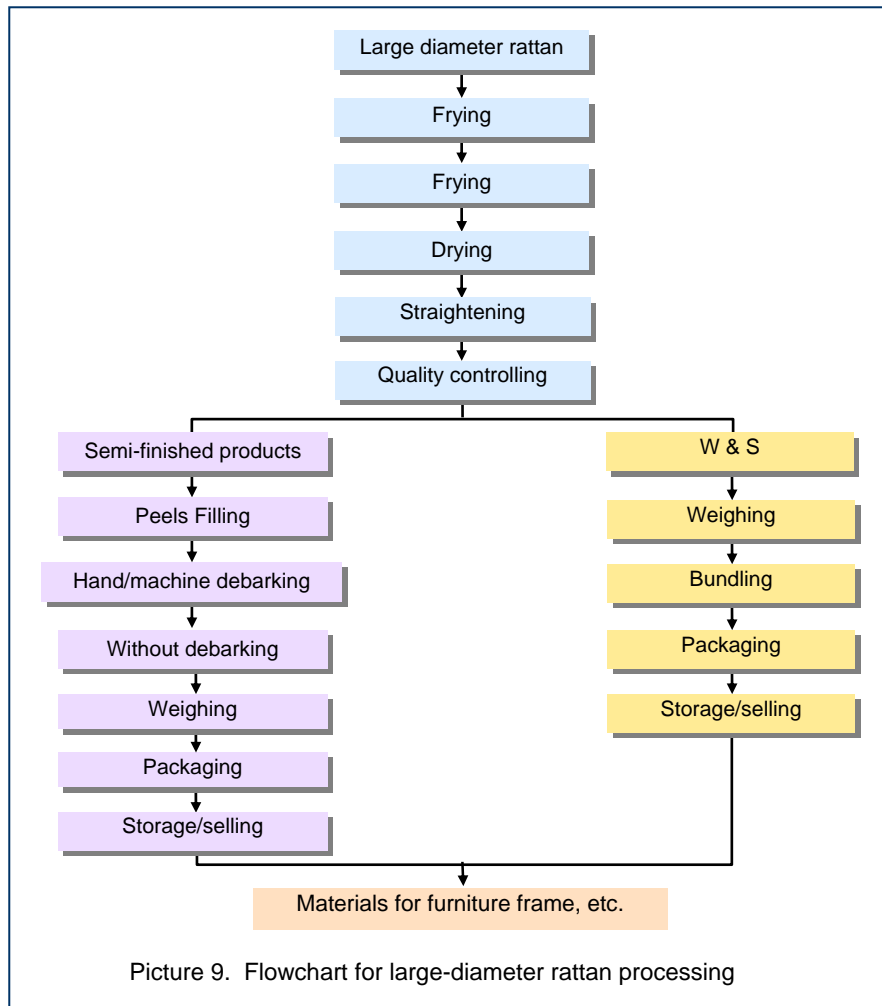 Large diameter rattan
Frying
Frying
Drying
Straightening
Quality controlling
Semi-finished products
Peels Filling
Hand/machine debarking
Without debarking
Weighing
Packaging
Storage/selling
W & S
Weighing
Bundling
Packaging
Storage/selling
Materials for furniture frame, etc.
Picture 9. Flowchart for large-diameter rattan processing